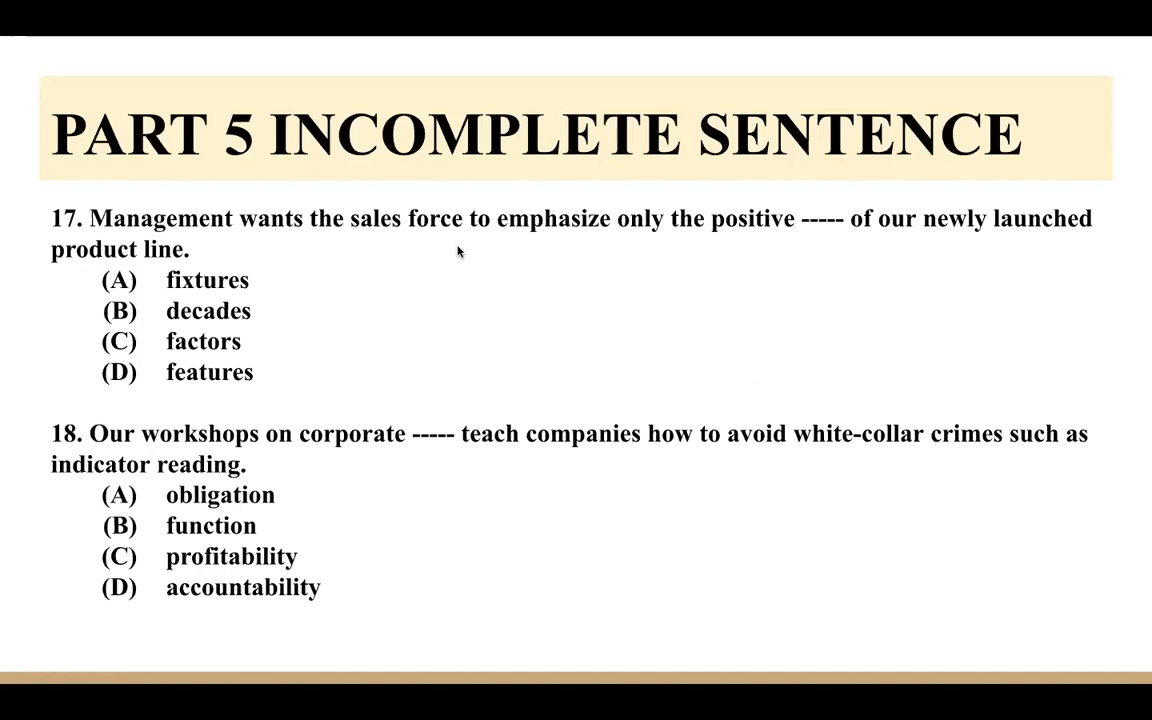 PART 5 INCOMPLETE SENTENCE
17. Management wants the sales force to emphasize only the positive ----- of our newly launched
product line.
(A) fixtures
(B) decades
(C) factors
(D) features
18. Our workshops on corporate ----- teach companies how to avoid white-collar crimes such as
indicator reading.
(A) obligation
(B) function
(C) profitability
(D) accountability